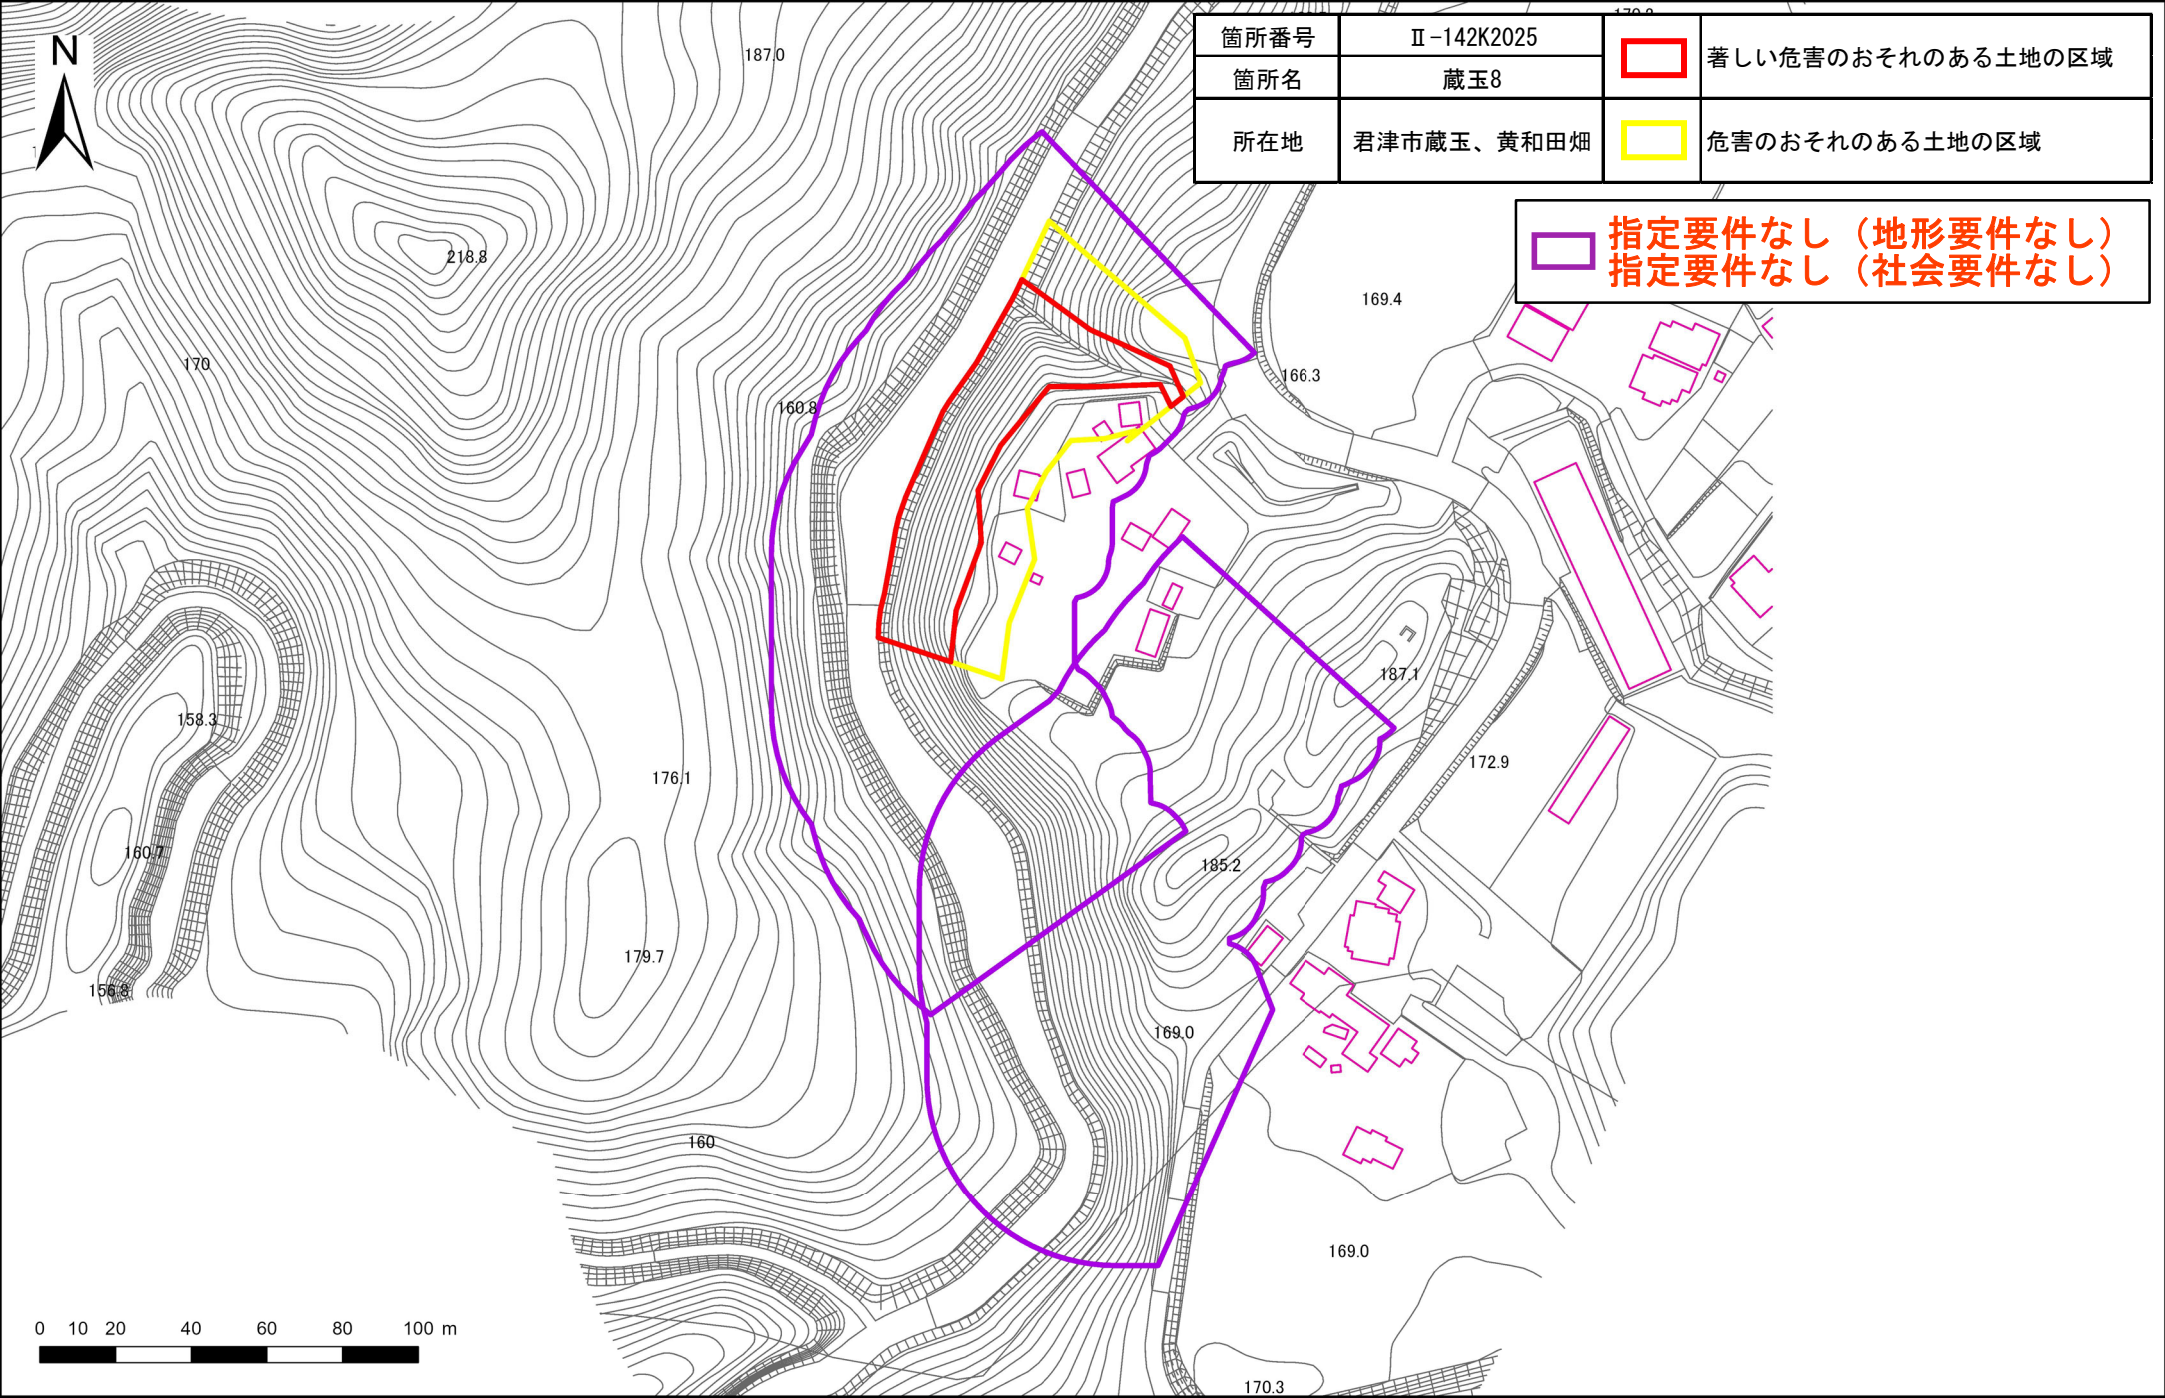 N
箇所番号 Ⅱ-142K2025
箇所名 蔵玉8
所在地 君津市蔵玉、黄和田畑
著しい危害のおそれのある土地の区域
危害のおそれのある土地の区域
指定要件なし（地形要件なし）
指定要件なし（社会要件なし）
187.0
218.8
169.4
170
166.3
160.8
187.1
158.3
172.9
176.1
160.7
185.2
179.7
156.8
169.0
160
169.0
170.3
0 10 20 40 60 80 100 m